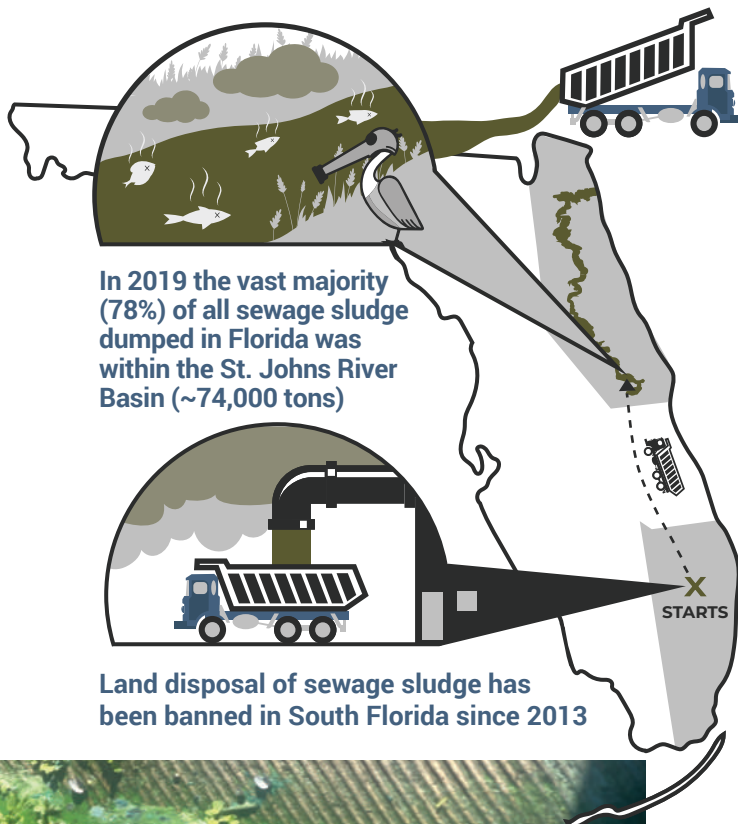 In 2019 the vast majority
(78%) of all sewage sludge
dumped in Florida was
within the St. Johns River
Basin (~74,000 tons)
X
STARTS
Land disposal of sewage sludge has
been banned in South Florida since 2013